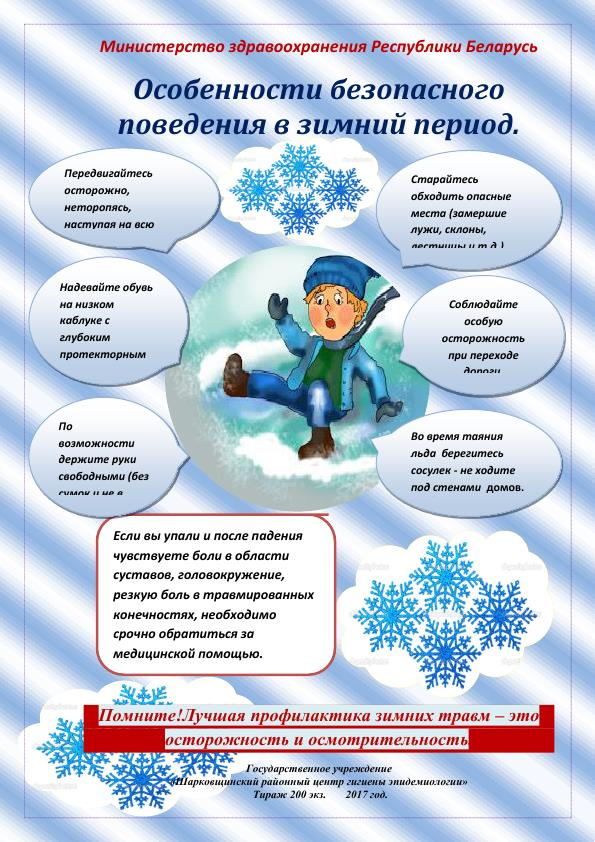 Министерство здравоохранения Республики Беларусь
Особенности безопасного
поведения в зимний период.
Передвигайтесь
осторожно,
неторопясь,
наступая на всю
Старайтесь
обходить опасные
места (замершие
лужи, склоны,
лестницы и т.д.)
Надевайте обувь
на низком
каблуке с
глубоким
протекторным
Соблюдайте
особую
осторожность
при переходе
дороги
По
возможности
держите руки
свободными (без
сумок и не в
Во время таяния
льда берегитесь
сосулек - не ходите
под стенами домов.
Если вы упали и после падения
чувствуете боли в области
суставов, головокружение,
резкую боль в травмированных
конечностях, необходимо
срочно обратиться за
медицинской помощью.
Помните!Лучшая профилактика зимних травм – это
осторожность и осмотрительность.
Государственное учреждение
«Шарковщинский районный центр гигиены эпидемиологии»
Тираж 200 экз. 2017 год.